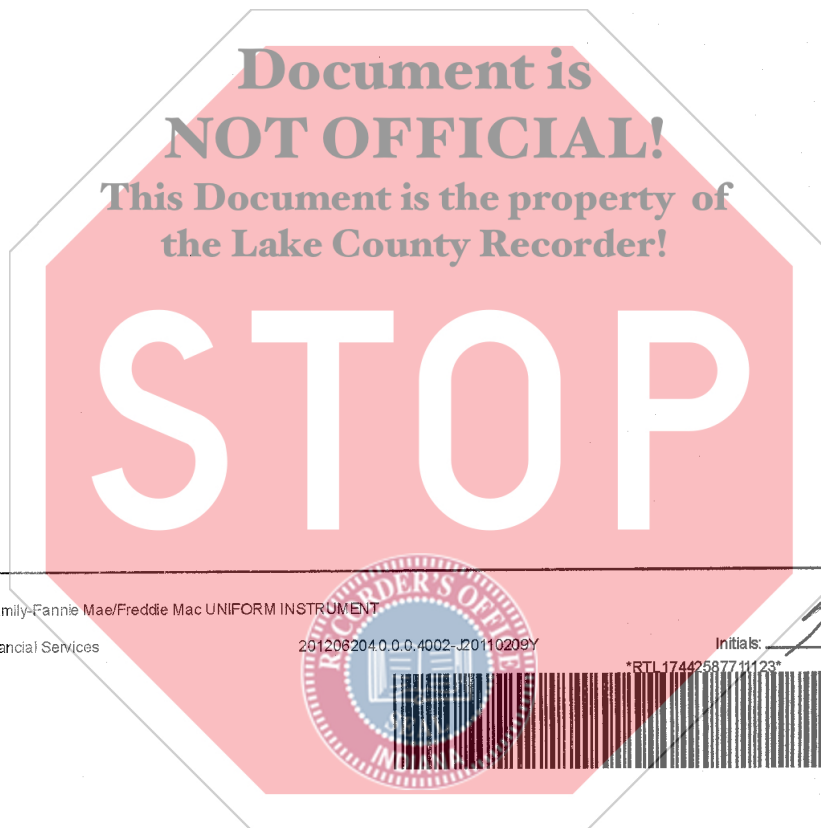 Document is
NOT OFFICIAL!
This Document is the property of
the Lake County Recorder!
STOP
mily-Fannie Mae/Freddie Mac UNIFORM INSTRUMENT
ancial Services
201206204.0.0.0.4002-J20110209Y
Initials:
*RTL17442587711123*
RECORDER'S OFFICE
SEAL
INDIANA